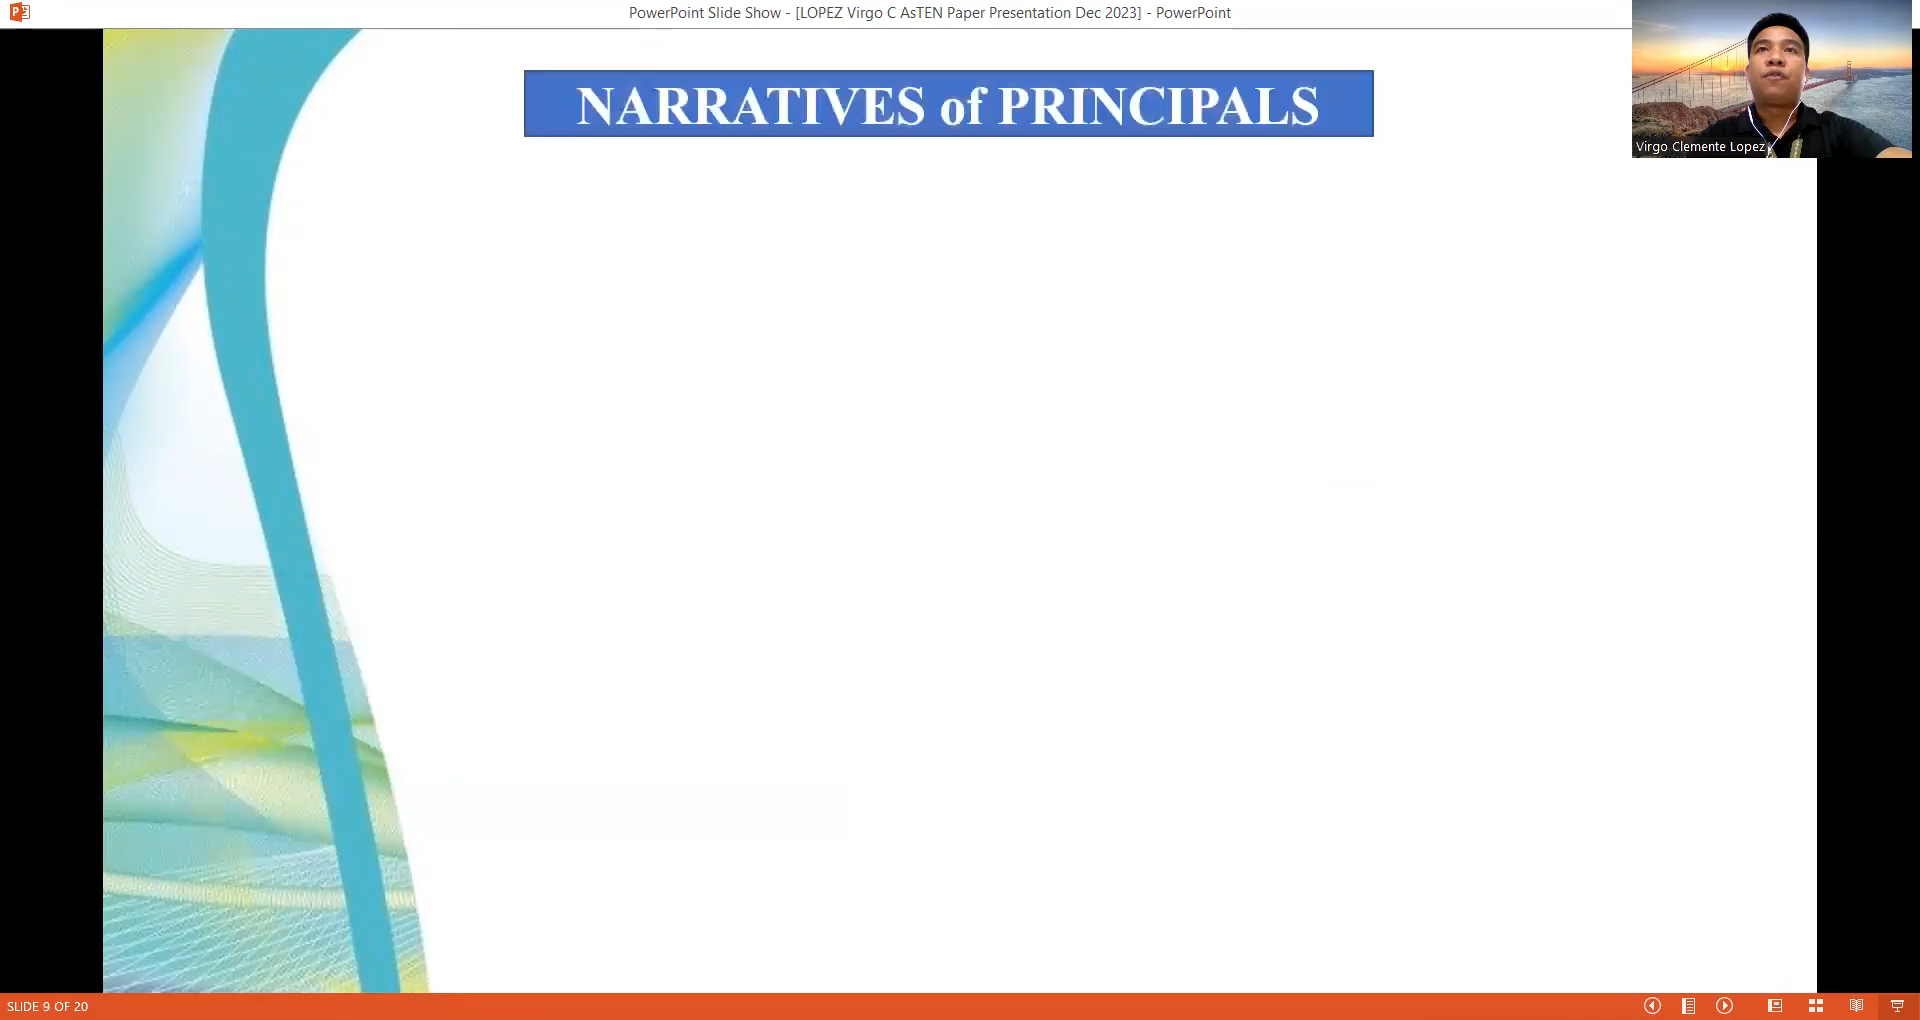 PowerPoint Slide Show - [LOPEZ Virgo C AsTEN Paper Presentation Dec 2023] - PowerPoint
NARRATIVES of PRINCIPALS
Virgo Clemente Lopez
SLIDE 9 OF 20